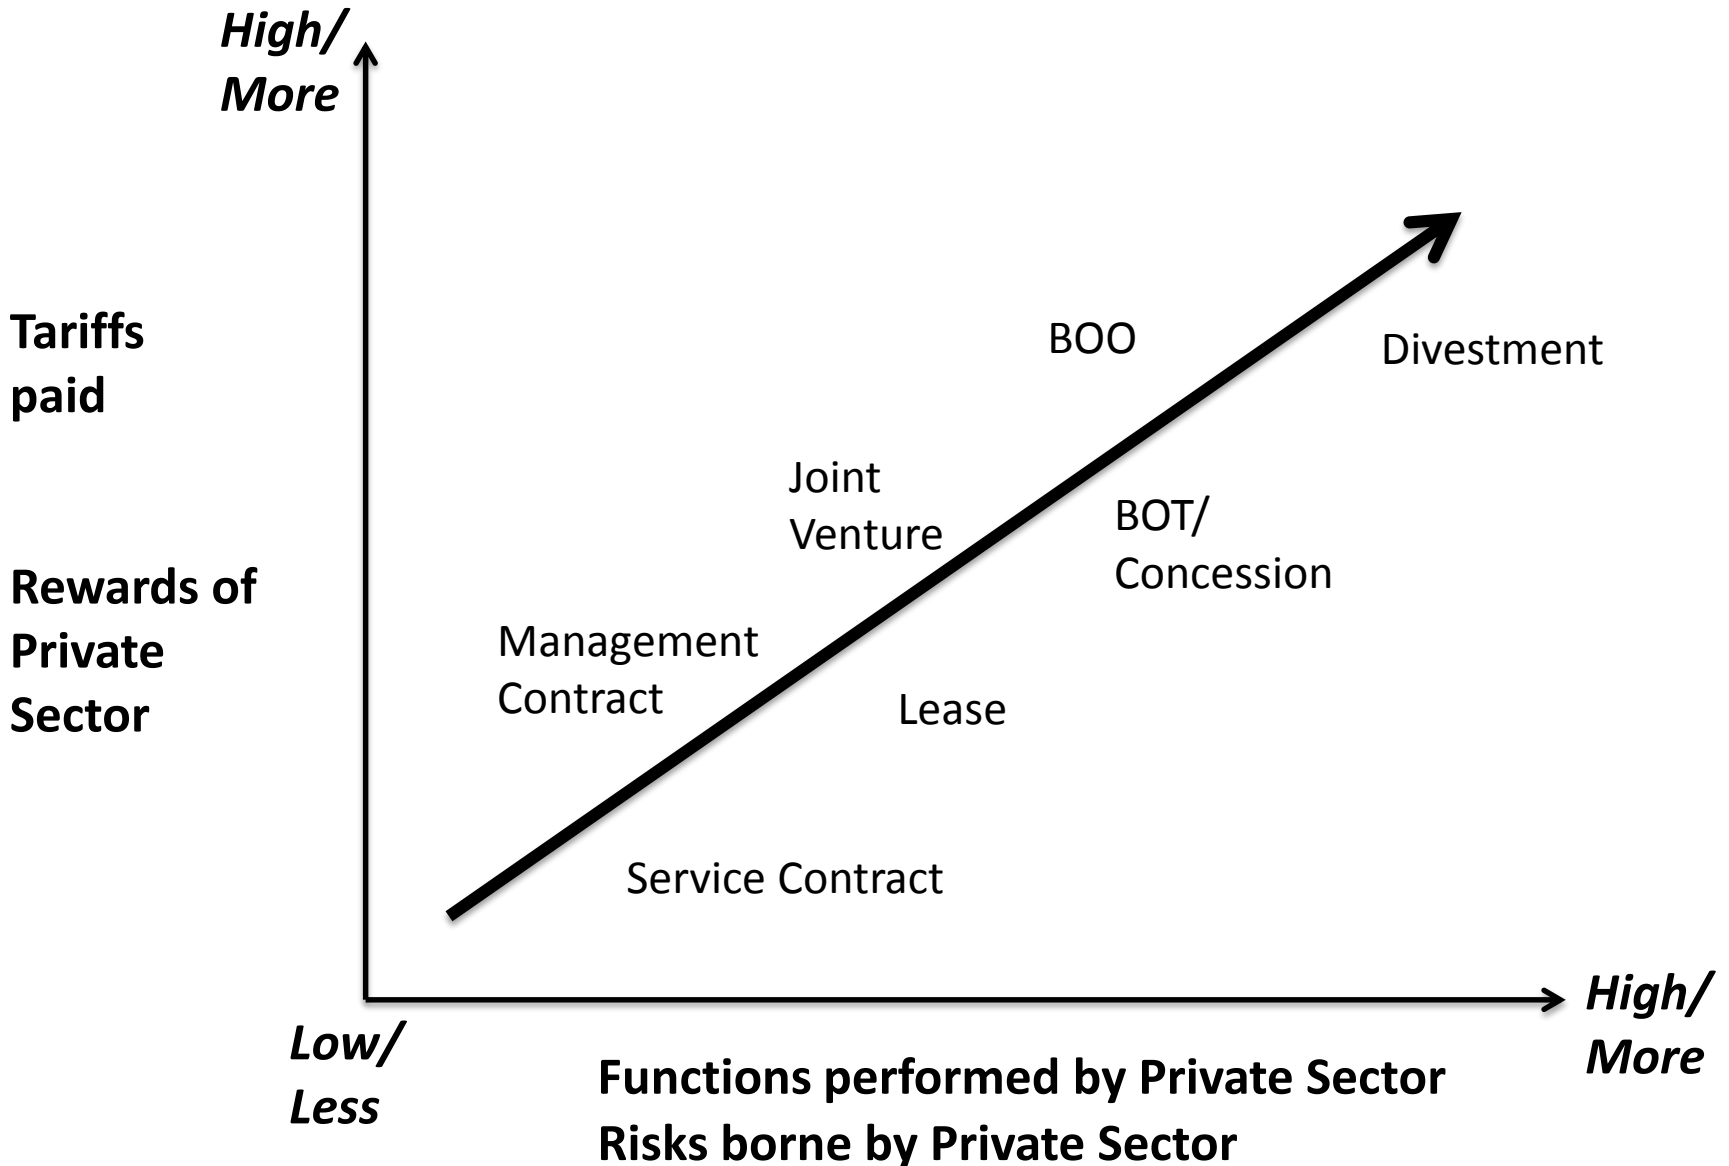 High/
More
Tariffs
paid
Rewards of
Private
Sector
BOO
Divestment
Joint
Venture
BOT/
Concession
Management
Contract
Lease
Service Contract
Low/
Less
High/
More
Functions performed by Private Sector
Risks borne by Private Sector